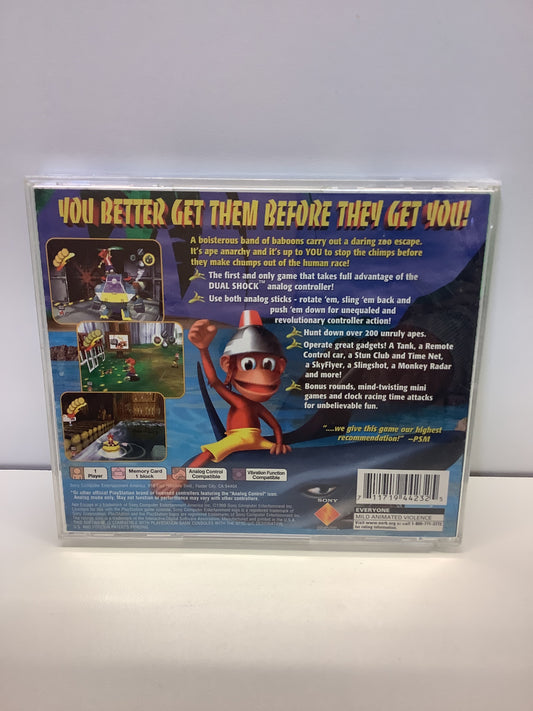 YOU BETTER GET THEM BEFORE THEY GET YOU!
A boisterous band of baboons carry out a daring zoo escape.
It's ape anarchy and it's up to YOU to stop the chimps before
they make chumps out of the human race!
The first and only game that takes full advantage of the
DUAL SHOCK™ analog controller!
Use both analog sticks - rotate 'em, sling 'em back and
push 'em down for unequaled and
revolutionary controller action!
Hunt down over 200 unruly apes.
Operate great gadgets! A Tank, a Remote
Control car, a Stun Club and Time Net,
a SkyFlyer, a Slingshot, a Monkey Radar
and more!
Bonus rounds, mind-twisting mini
games and clock racing time attacks
for unbelievable fun.
"...we give this game our highest
recommendation!" -PSM
1
Player
Memory Card
1 block
Analog Control
Compatible
Vibration Function
Compatible
SONY
7 11719 44232 5
EVERYONE
MILD ANIMATED VIOLENCE